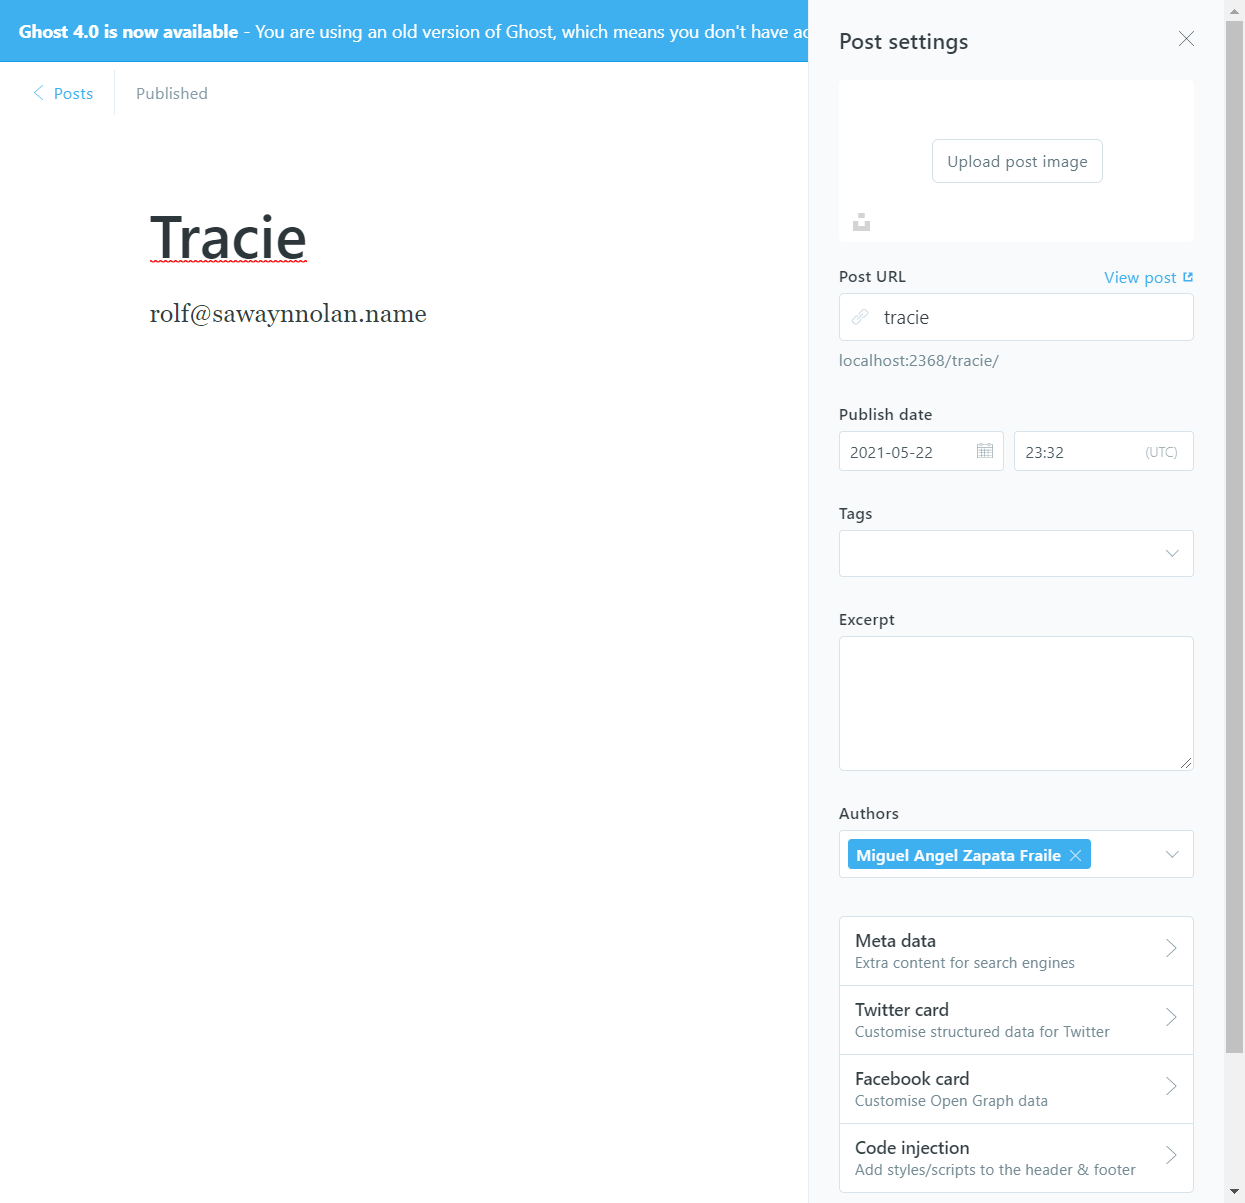 Ghost 4.0 is now available - You are using an old version of Ghost, which means you don't have
Posts
Published
Tracie
rolf@sawaynnolan.name
Post settings
Upload post image
Post URL
View post
tracie
localhost:2368/tracie/
Publish date
2021-05-22
23:32 (UTC)
Tags
Excerpt
Authors
Miguel Angel Zapata Fraile
Meta data
Extra content for search engines
Twitter card
Customise structured data for Twitter
Facebook card
Customise Open Graph data
Code injection
Add styles/scripts to the header & footer